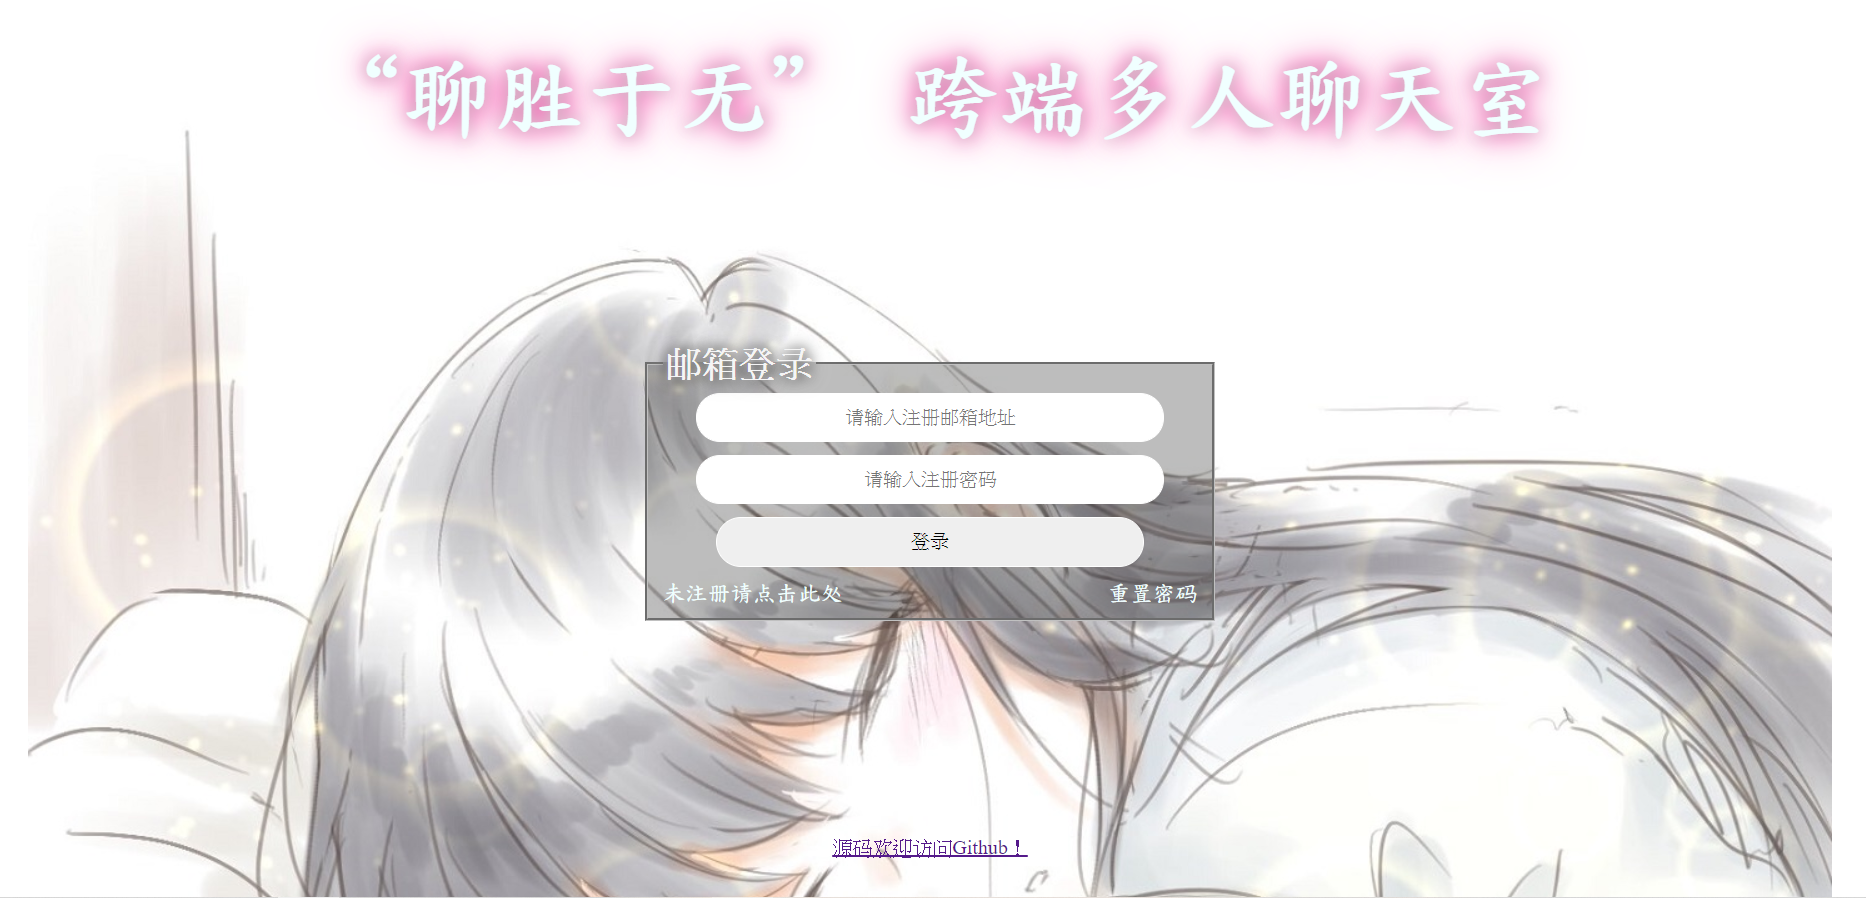 “聊胜于无” 跨端多人聊天室
邮箱登录
请输入注册邮箱地址
请输入注册密码
登录
未注册请点击此处 重置密码
源码欢迎访问Github！